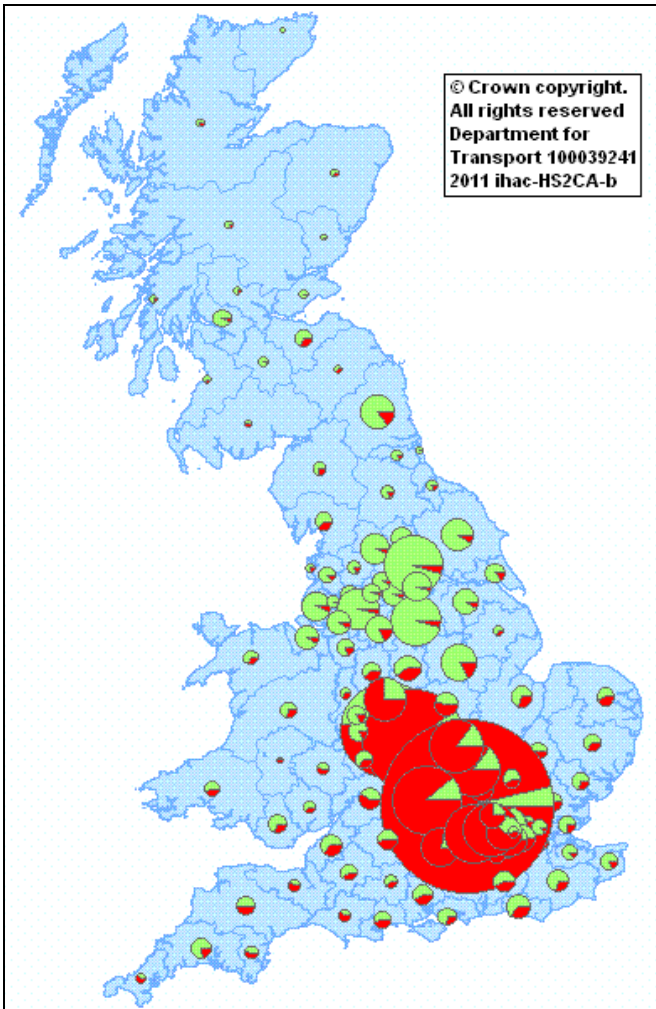 © Crown copyright.
All rights reserved
Department for
Transport 100039241
2011 ihac-HS2CA-b